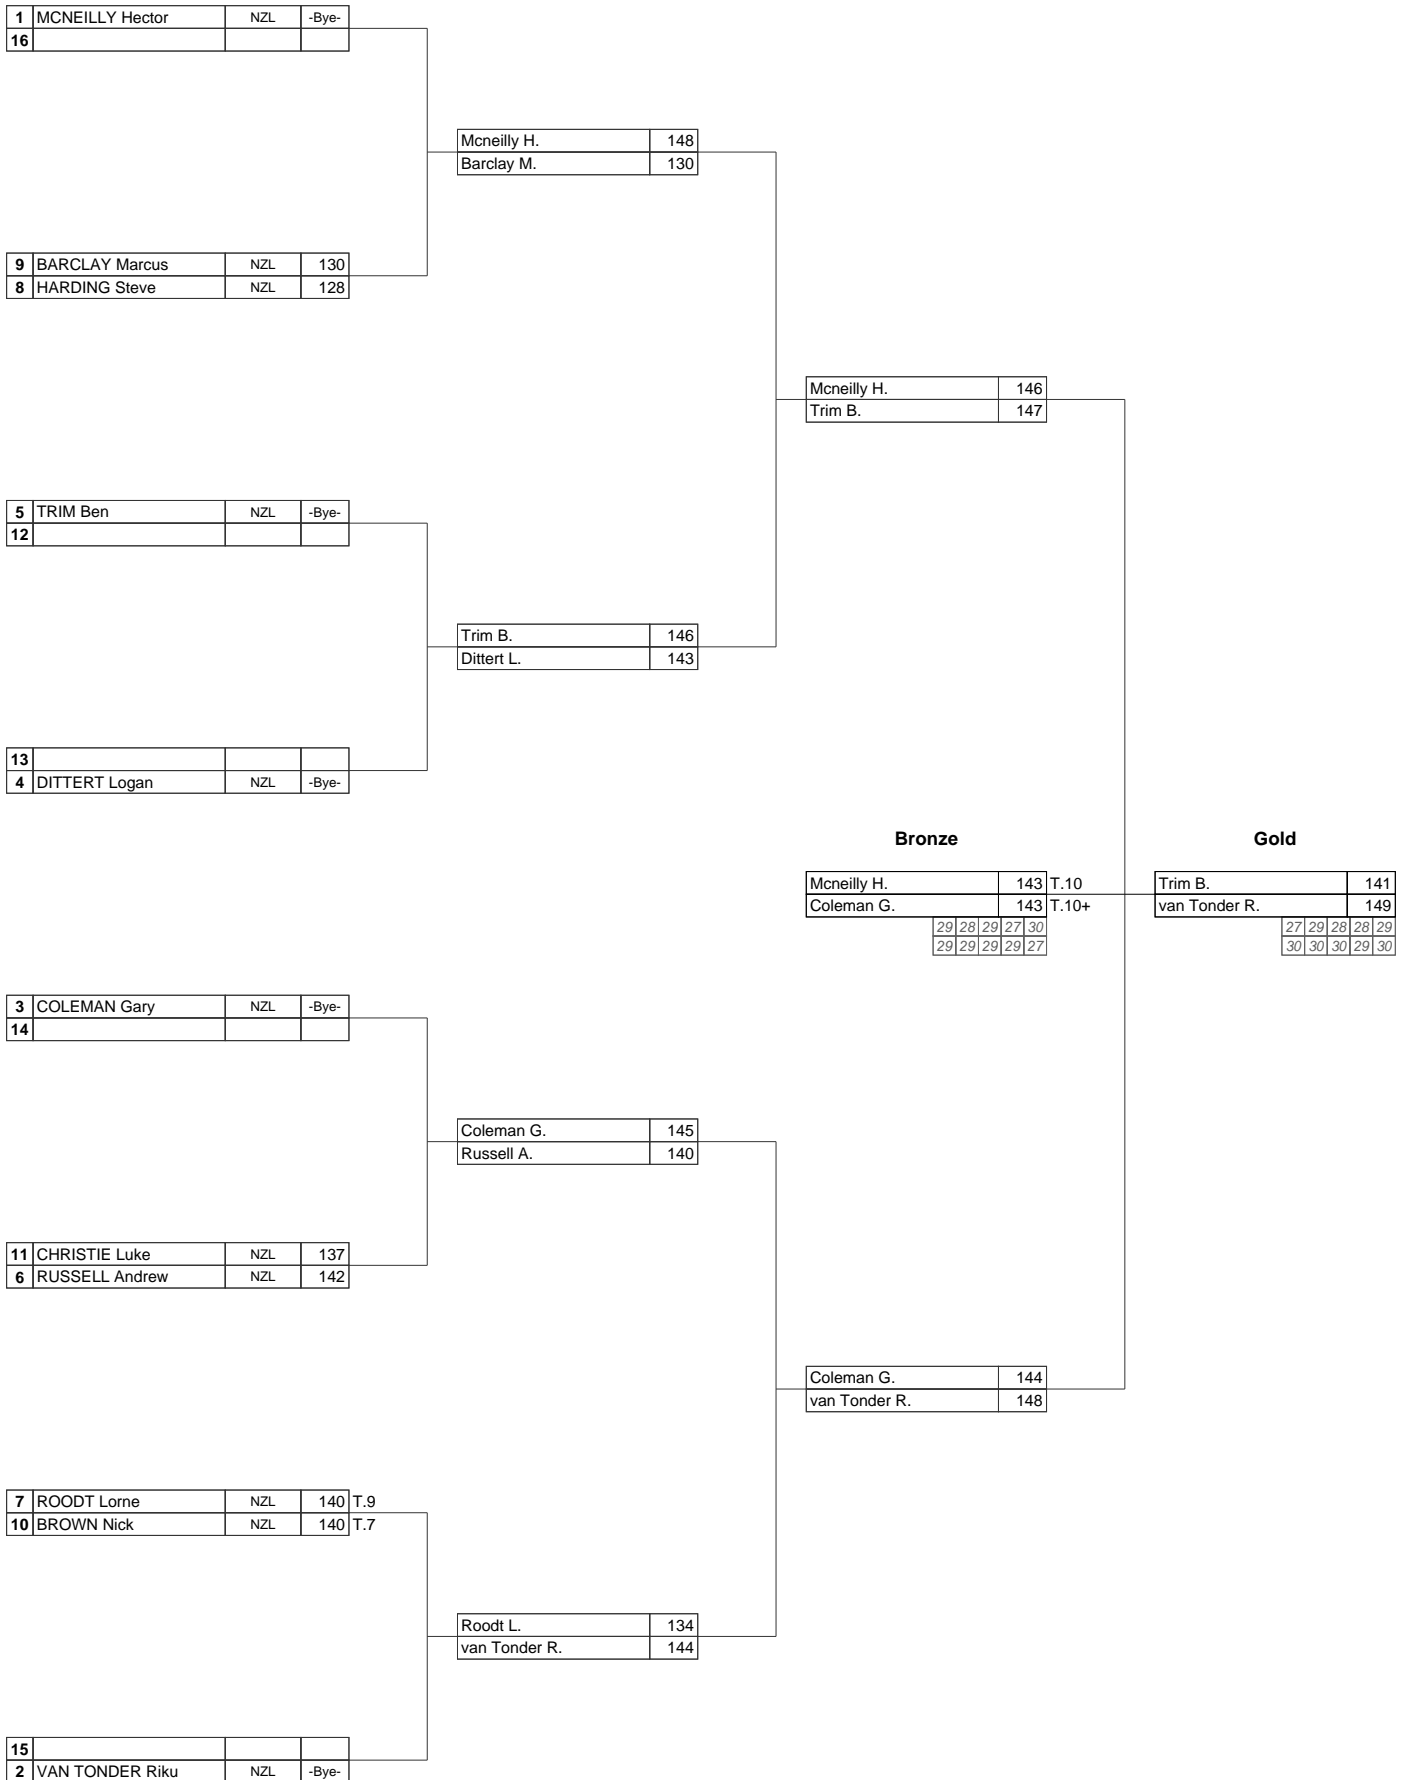 1 MCNEILLY Hector NZL -Bye-
16
Mcneilly H. 148
Barclay M. 130
9 BARCLAY Marcus NZL 130
8 HARDING Steve NZL 128
Mcneilly H. 146
Trim B. 147
5 TRIM Ben NZL -Bye-
12
Trim B. 146
Dittert L. 143
13
4 DITTERT Logan NZL -Bye-
Bronze Gold
Mcneilly H. 143 T.10 Trim B. 141
Coleman G. 143 T.10+ van Tonder R. 149
29 28 29 27 30 27 29 28 28 29
29 29 29 29 27 30 30 30 29 30
3 COLEMAN Gary NZL -Bye-
14
Coleman G. 145
Russell A. 140
11 CHRISTIE Luke NZL 137
6 RUSSELL Andrew NZL 142
Coleman G. 144
van Tonder R. 148
7 ROODT Lorne NZL 140 T.9
10 BROWN Nick NZL 140 T.7
Roodt L. 134
van Tonder R. 144
15
2 VAN TONDER Riku NZL -Bye-